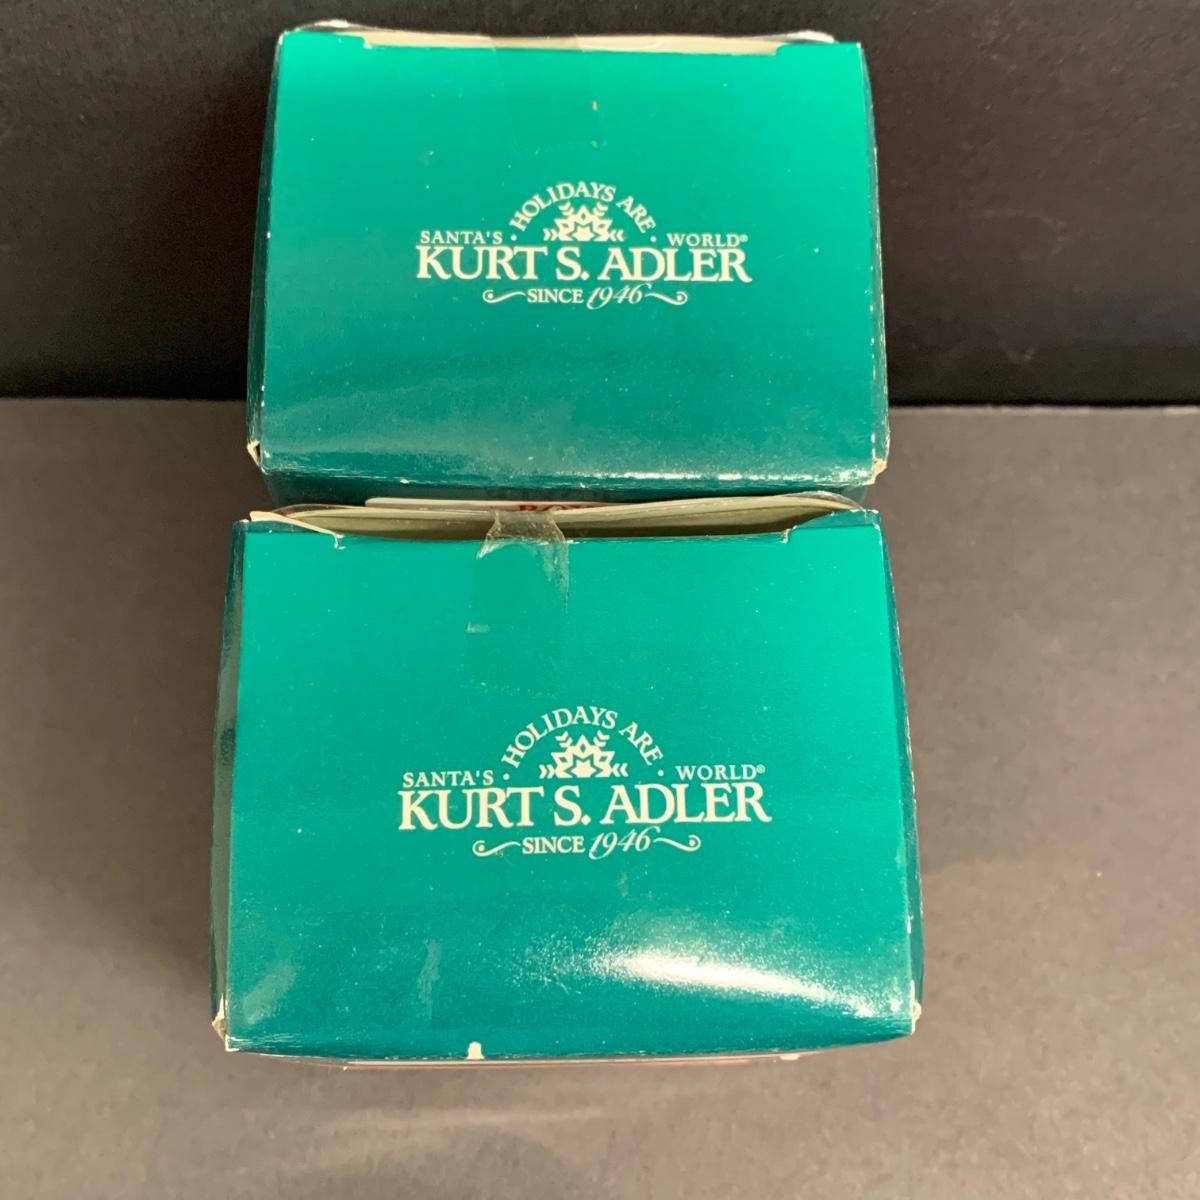 HOLIDAYS ARE
SANTA'S · · WORLD®
KURT S. ADLER
SINCE 1946
HOLIDAYS ARE
SANTA'S · · WORLD®
KURT S. ADLER
SINCE 1946